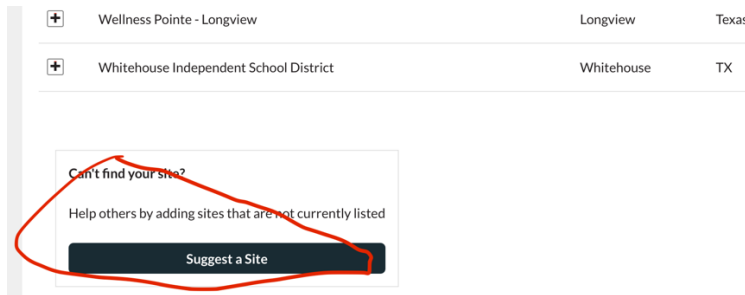 Wellness Pointe - Longview Longview Texas
Whitehouse Independent School District Whitehouse TX
Can't find your site?
Help others by adding sites that are not currently listed
Suggest a Site